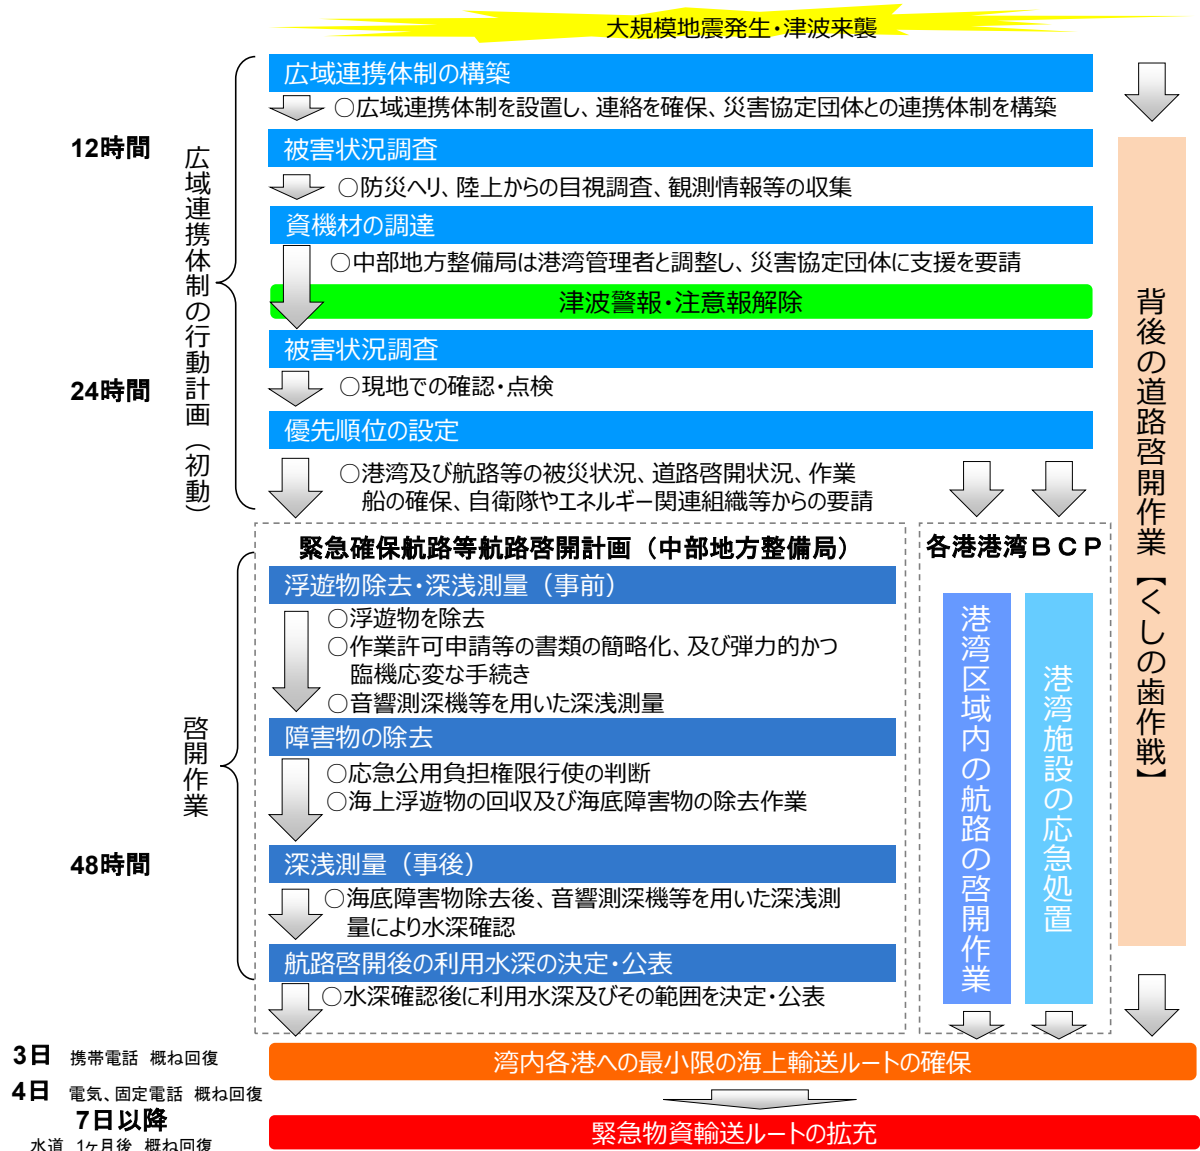 大規模地震発生・津波来襲
広域連携体制の構築
○広域連携体制を設置し、連絡を確保、災害協定団体との連携体制を構築
12時間
被害状況調査
○防災ヘリ、陸上からの目視調査、観測情報等の収集
資機材の調達
○中部地方整備局は港湾管理者と調整し、災害協定団体に支援を要請
津波警報・注意報解除
被害状況調査
24時間
○現地での確認・点検
優先順位の設定
○港湾及び航路等の被災状況、道路啓開状況、作業
船の確保、自衛隊やエネルギー関連組織等からの要請
広域連携体制の行動計画（初動）
緊急確保航路等航路啓開計画（中部地方整備局）
浮遊物除去・深浅測量（事前）
○浮遊物を除去
○作業許可申請等の書類の簡略化、及び弾力的かつ
臨機応変な手続き
○音響測深機等を用いた深浅測量
障害物の除去
○応急公用負担権限行使の判断
○海上浮遊物の回収及び海底障害物の除去作業
啓開作業
48時間
深浅測量（事後）
○海底障害物除去後、音響測深機等を用いた深浅測
量により水深確認
航路啓開後の利用水深の決定・公表
○水深確認後に利用水深及びその範囲を決定・公表
各港港湾ＢＣＰ
港湾区域内の航路の啓開作業
港湾施設の応急処置
背後の道路啓開作業【くしの歯作戦】
3日 携帯電話 概ね回復
湾内各港への最小限の海上輸送ルートの確保
4日 電気、固定電話 概ね回復
7日以降
緊急物資輸送ルートの拡充
水道 1ヶ月後 概ね回復